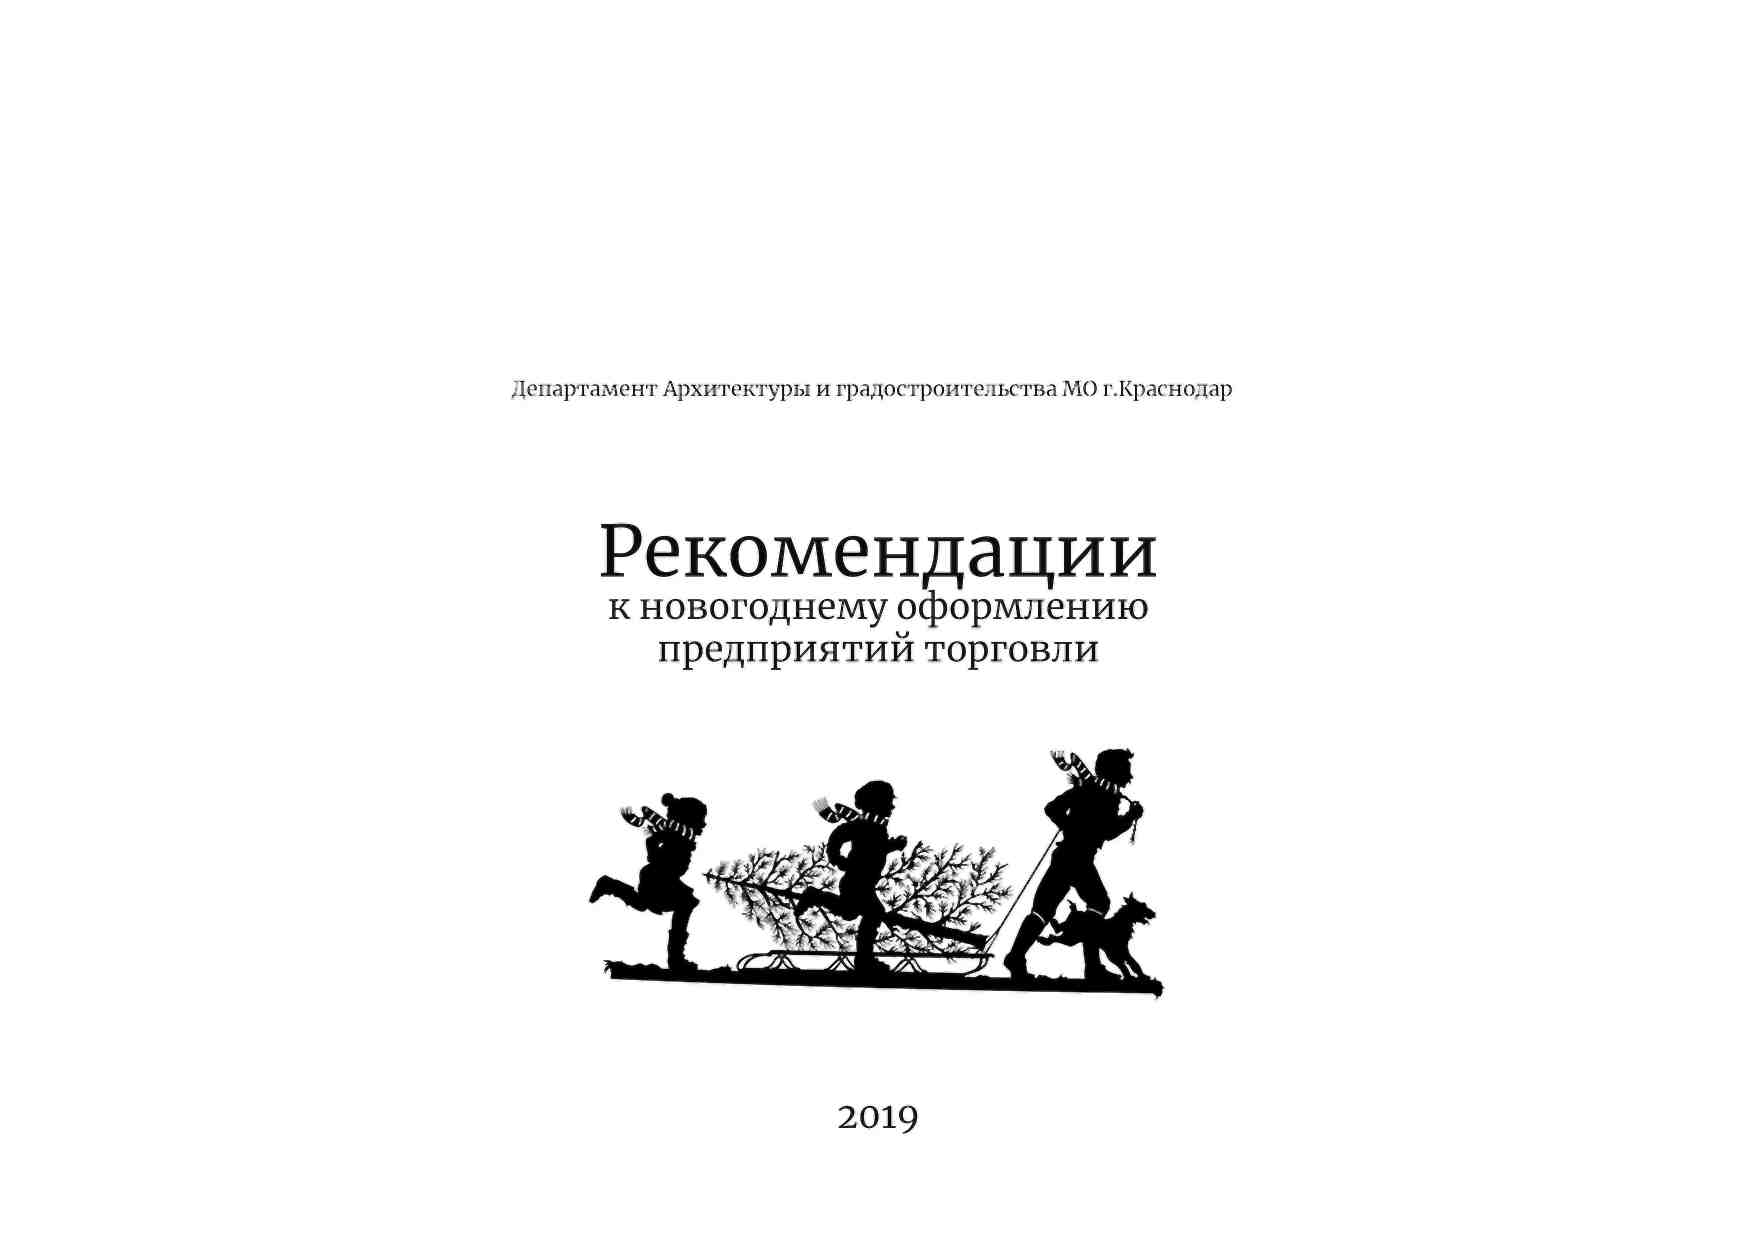 Департамент Архитектуры и градостроительства МО г.Краснодар
Рекомендации
к новогоднему оформлению
предприятий торговли
2019